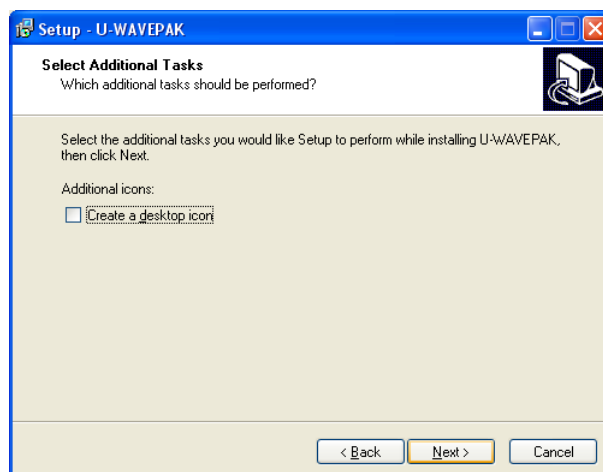 Setup - U-WAVEPAK
Select Additional Tasks
Which additional tasks should be performed?
Select the additional tasks you would like Setup to perform while installing U-WAVEPAK,
then click Next.
Additional icons:
Create a desktop icon
< Back
Next >
Cancel